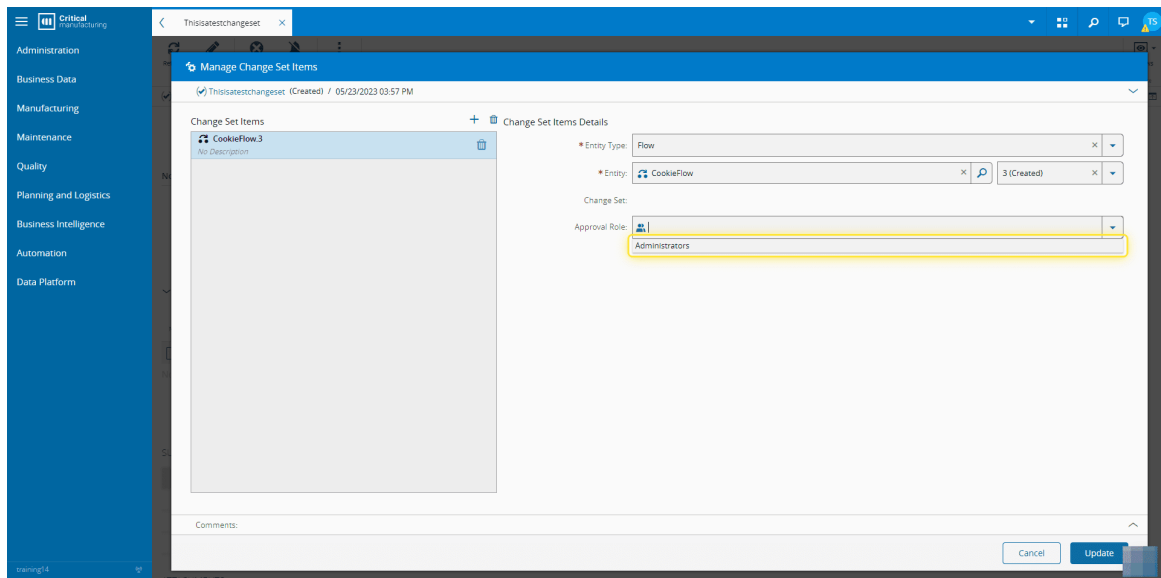 Critical
manufacturing
Thisisatestchangeset
TS
Administration
Business Data
Manufacturing
Maintenance
Quality
Planning and Logistics
Business Intelligence
Automation
Data Platform
training14
Manage Change Set Items
Thisisatestchangeset (Created) / 05/23/2023 03:57 PM
Change Set Items
CookieFlow.3
No Description
Change Set Items Details
* Entity Type: Flow
* Entity: CookieFlow 3 (Created)
Change Set:
Approval Role:
Administrators
Comments:
Cancel Update